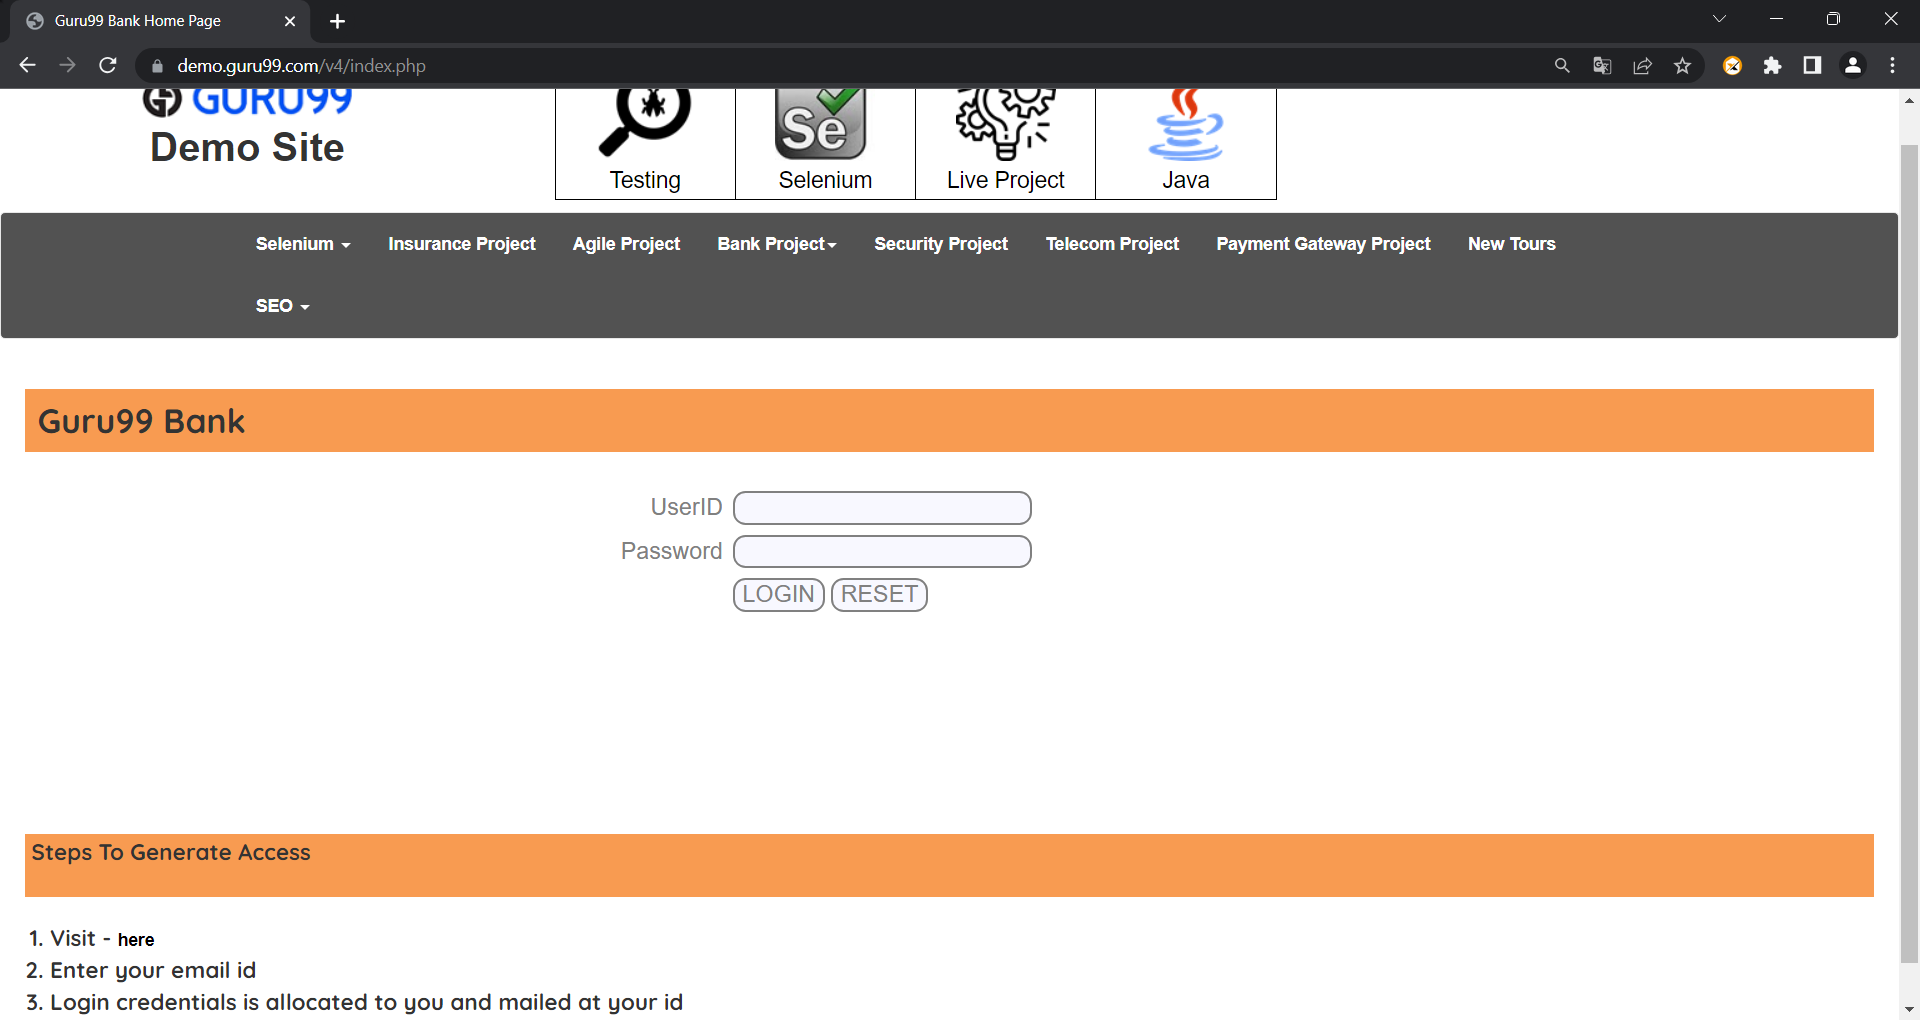 Guru99 Bank Home Page
demo.guru99.com/v4/index.php
GURU99
Demo Site
Se
Testing
Selenium
Live Project
Java
Selenium
Insurance Project
Agile Project
Bank Project
Security Project
Telecom Project
Payment Gateway Project
New Tours
SEO
Guru99 Bank
UserID
Password
LOGIN
RESET
Steps To Generate Access
1. Visit - here
2. Enter your email id
3. Login credentials is allocated to you and mailed at your id